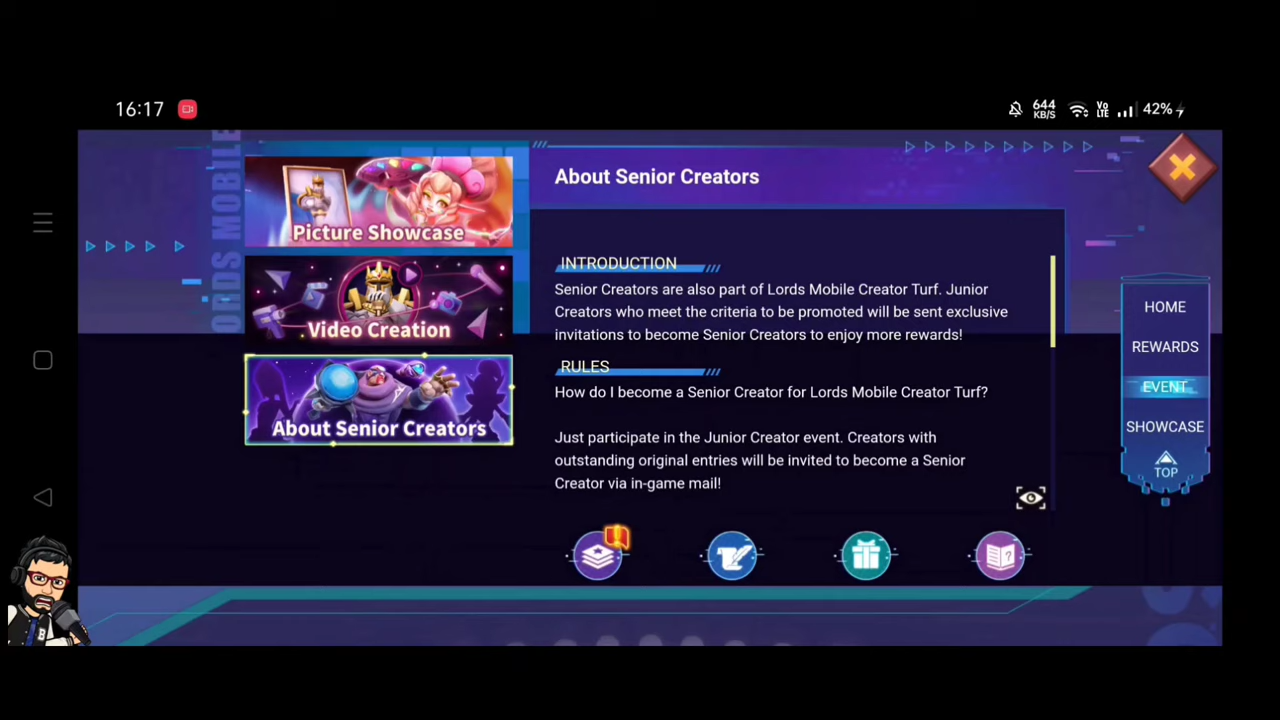 16:17
644
KB/S
Vo
LTE
42%
ORDS MOBILE
Picture Showcase
Video Creation
About Senior Creators
About Senior Creators
INTRODUCTION
Senior Creators are also part of Lords Mobile Creator Turf. Junior
Creators who meet the criteria to be promoted will be sent exclusive
invitations to become Senior Creators to enjoy more rewards!
RULES
How do I become a Senior Creator for Lords Mobile Creator Turf?
Just participate in the Junior Creator event. Creators with
outstanding original entries will be invited to become a Senior
Creator via in-game mail!
HOME
REWARDS
EVENT
SHOWCASE
TOP